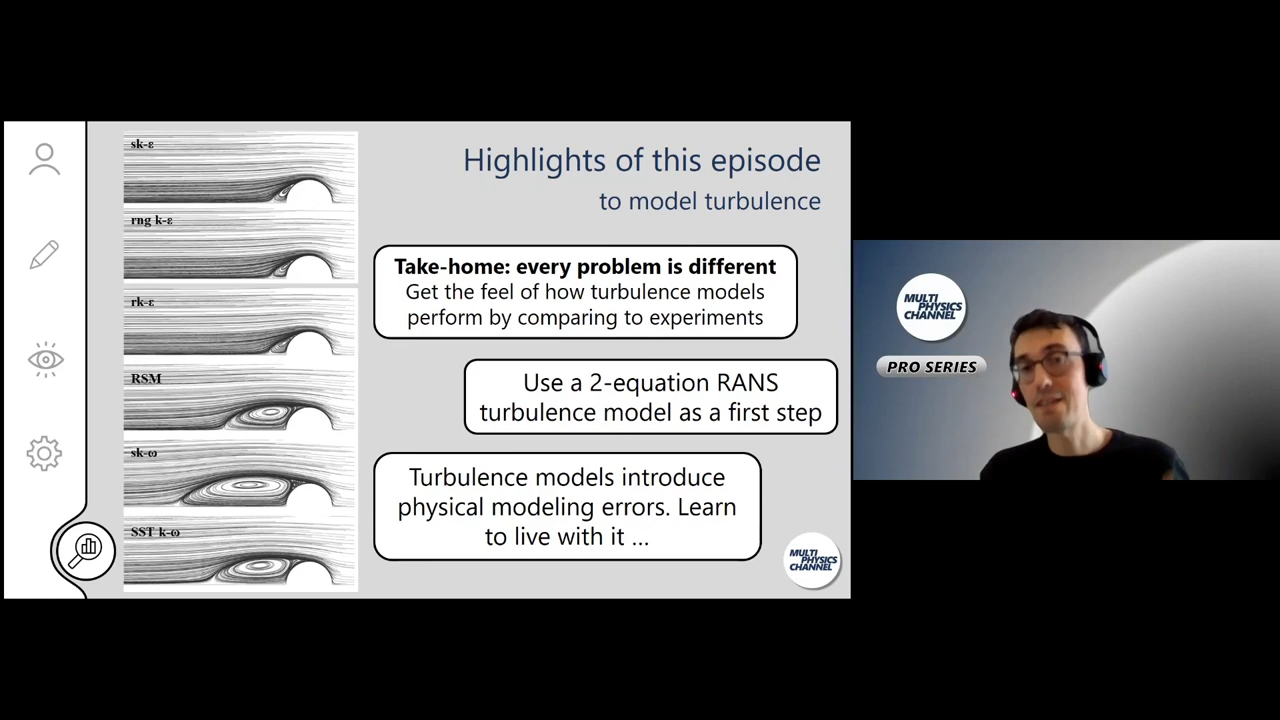 sk-ε
rng k-ε
rk-ε
RSM
sk-ω
SST k-ω
Highlights of this episode
to model turbulence
Take-home: every problem is different
Get the feel of how turbulence models
perform by comparing to experiments
Use a 2-equation RANS
turbulence model as a first step
Turbulence models introduce
physical modeling errors. Learn
to live with it ...
MULTI
PHYSICS
CHANNEL
MULTI
PHYSICS
CHANNEL
PRO SERIES